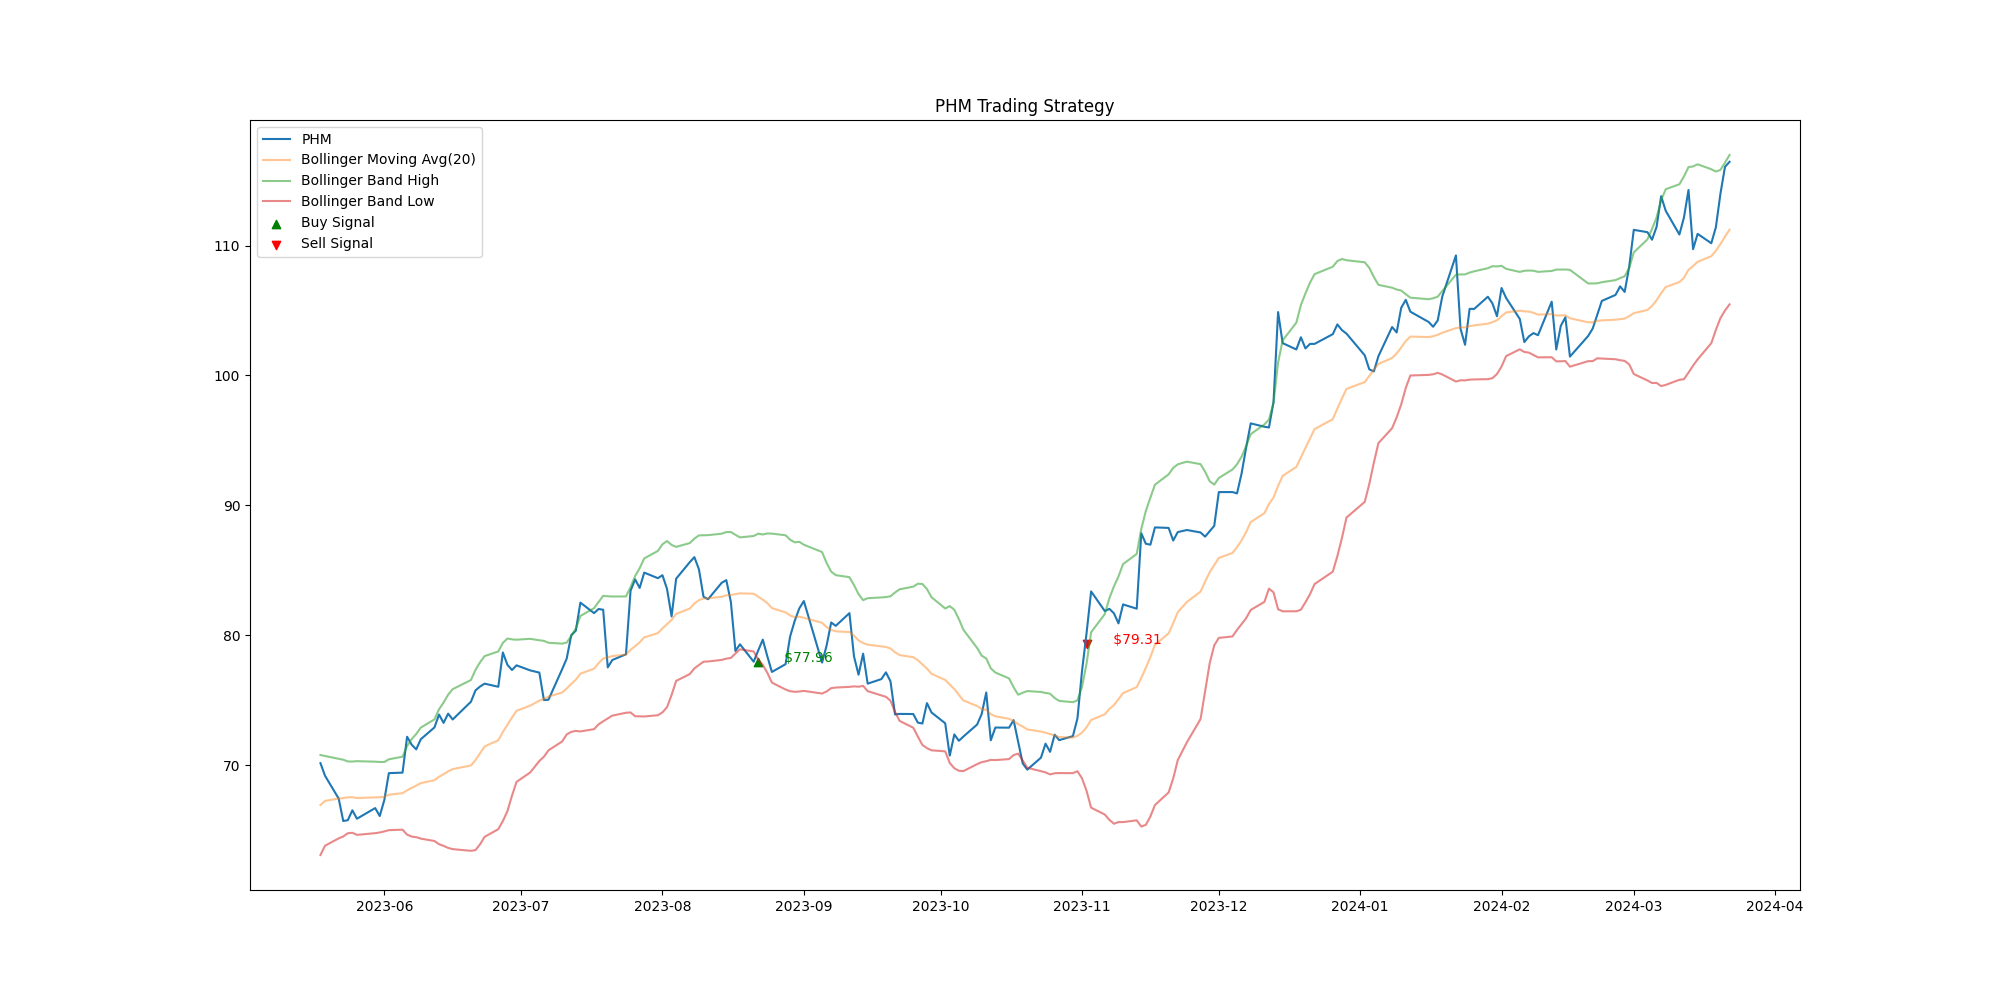 PHM Trading Strategy
PHM
Bollinger Moving Avg(20)
Bollinger Band High
Bollinger Band Low
Buy Signal
Sell Signal
110
100
90
80
70
$79.31
$77.96
2023-06 2023-07 2023-08 2023-09 2023-10 2023-11 2023-12 2024-01 2024-02 2024-03 2024-04